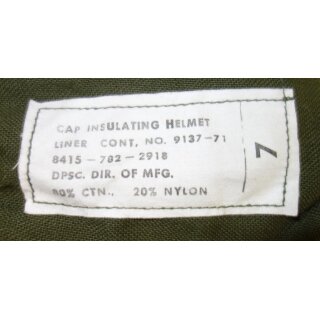 CAP INSULATING HELMET
LINER CONT. NO. 9137-71
8415-782-2918
DPSC. DIR. OF MFG.
80% CTN., 20% NYLON
7